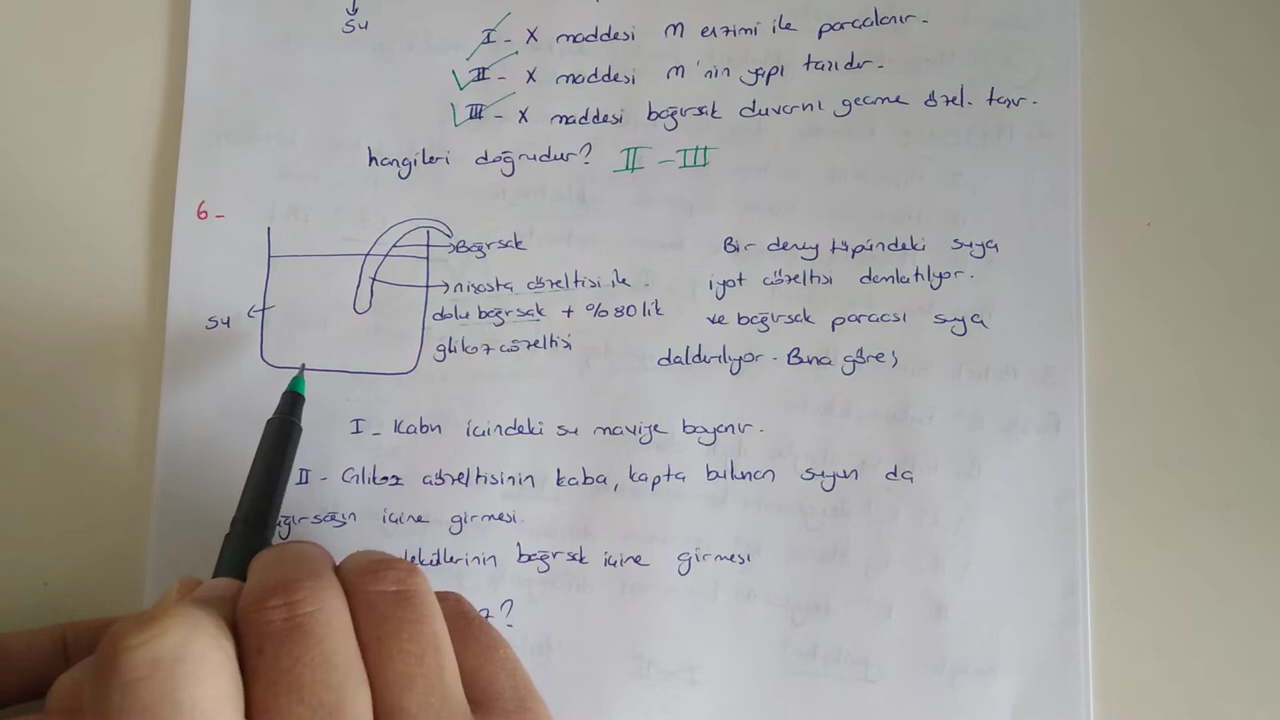 Su
I - X maddesi M enzimi ile parçalanır.
II - X maddesi M'nin yapı taşıdır.
III - X maddesi bağırsak duvarını geçme özel. taşır.
hangileri doğrudur? II - III
6-
Bağırsak
nişasta çözeltisi ile
dolu bağırsak + %80 lik
glikoz çözeltisi
Su
Bir deney tüpündeki suya
iyot çözeltisi damlatılıyor.
ve bağırsak parçası suya
daldırılıyor. Buna göre;
I - Kabın içindeki su maviye boyanır.
II - Glikoz çözeltisinin kaba, kapta bulunan suyun da
içine girmesi.
bağırsak içine girmesi